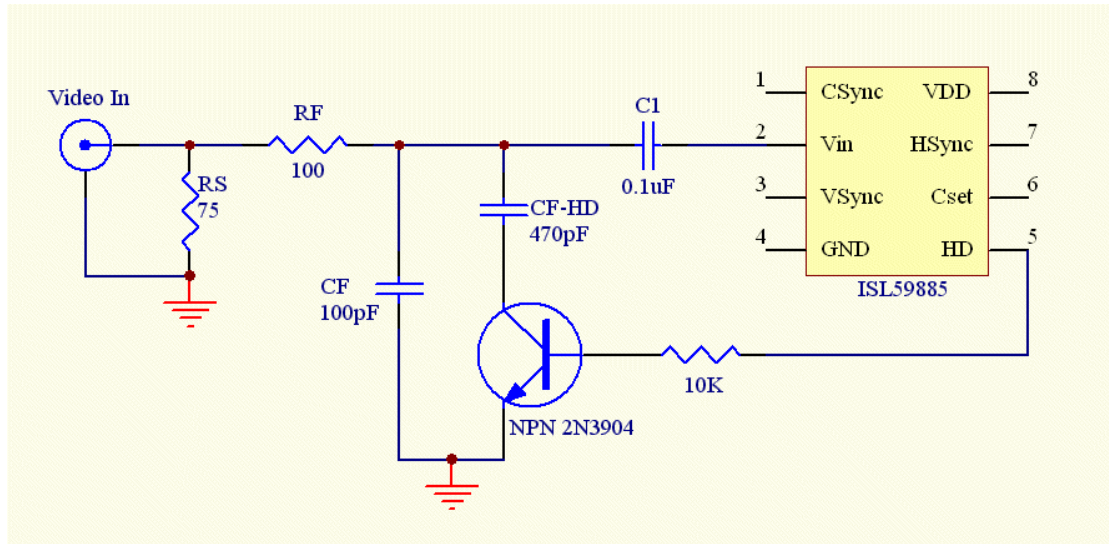 Video In
RS
75
RF
100
CF
100pF
CF-HD
470pF
NPN 2N3904
C1
0.1uF
10K
1 CSync VDD 8
2 Vin HSync 7
3 VSync Cset 6
4 GND HD 5
ISL59885